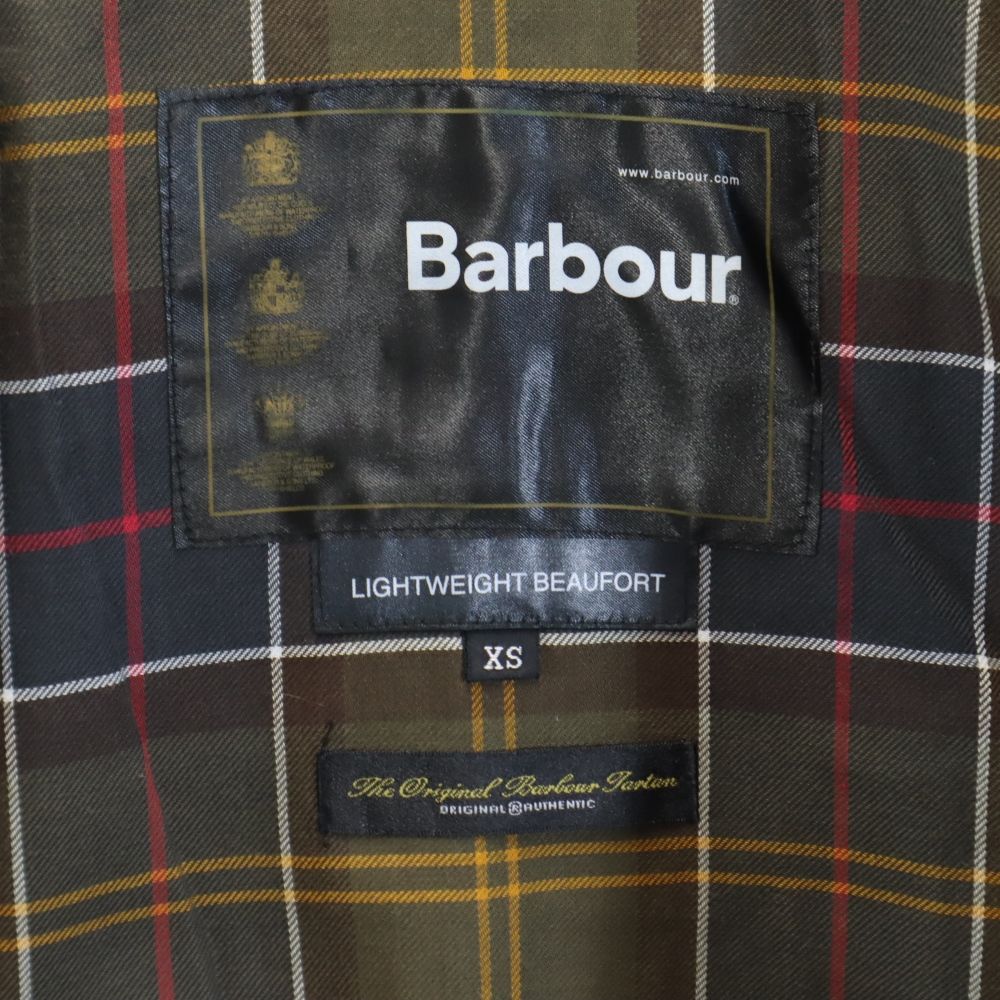 www.barbour.com
Barbour®
LIGHTWEIGHT BEAUFORT
XS
The Original Barbour Tartan
ORIGINAL & AUTHENTIC